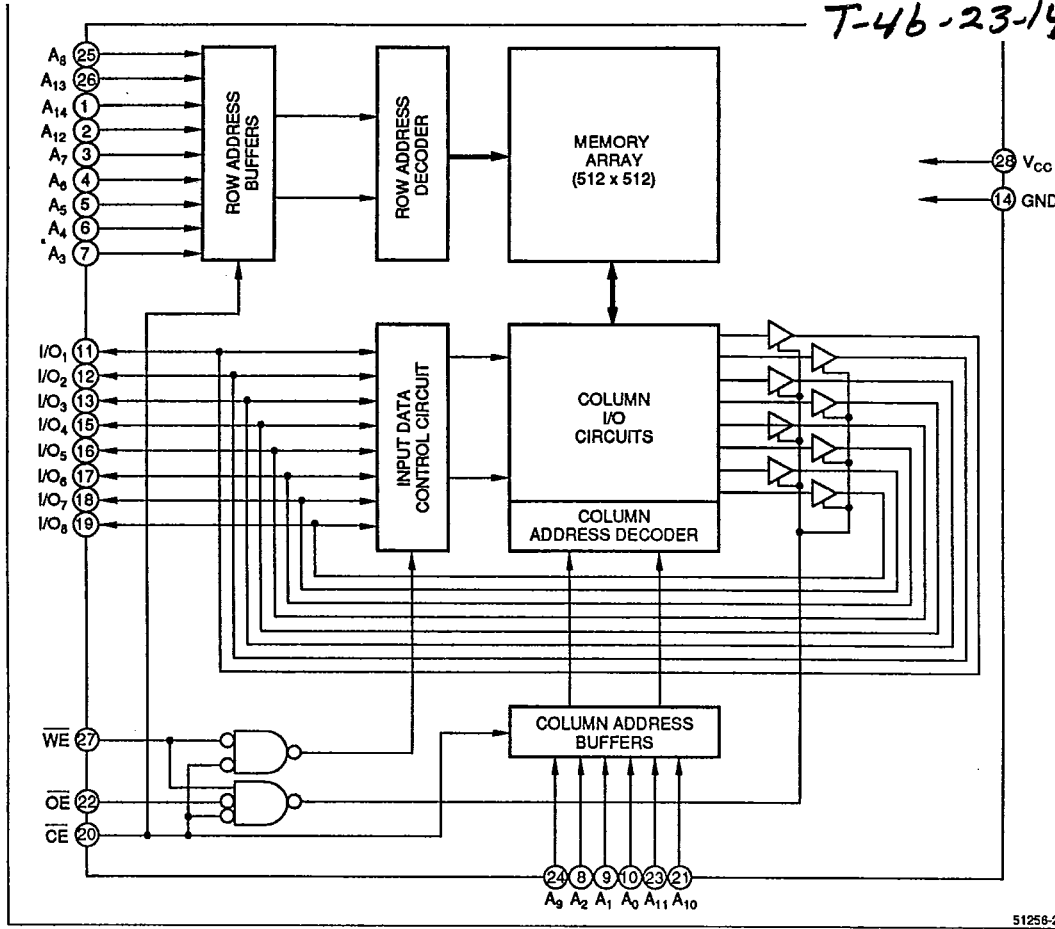 T-46-23-14
A8 25
A13 26
A14 1
A12 2
A7 3
A6 4
A5 5
A4 6
A3 7
ROW ADDRESS
BUFFERS
ROW ADDRESS
DECODER
MEMORY
ARRAY
(512 x 512)
28 VCC
14 GND
I/O1 11
I/O2 12
I/O3 13
I/O4 15
I/O5 16
I/O6 17
I/O7 18
I/O8 19
INPUT DATA
CONTROL CIRCUIT
COLUMN
I/O
CIRCUITS
COLUMN
ADDRESS DECODER
COLUMN ADDRESS
BUFFERS
W̅E̅ 27
O̅E̅ 22
C̅E̅ 20
24 8 9 10 23 21
A9 A2 A1 A0 A11 A10
51256-2